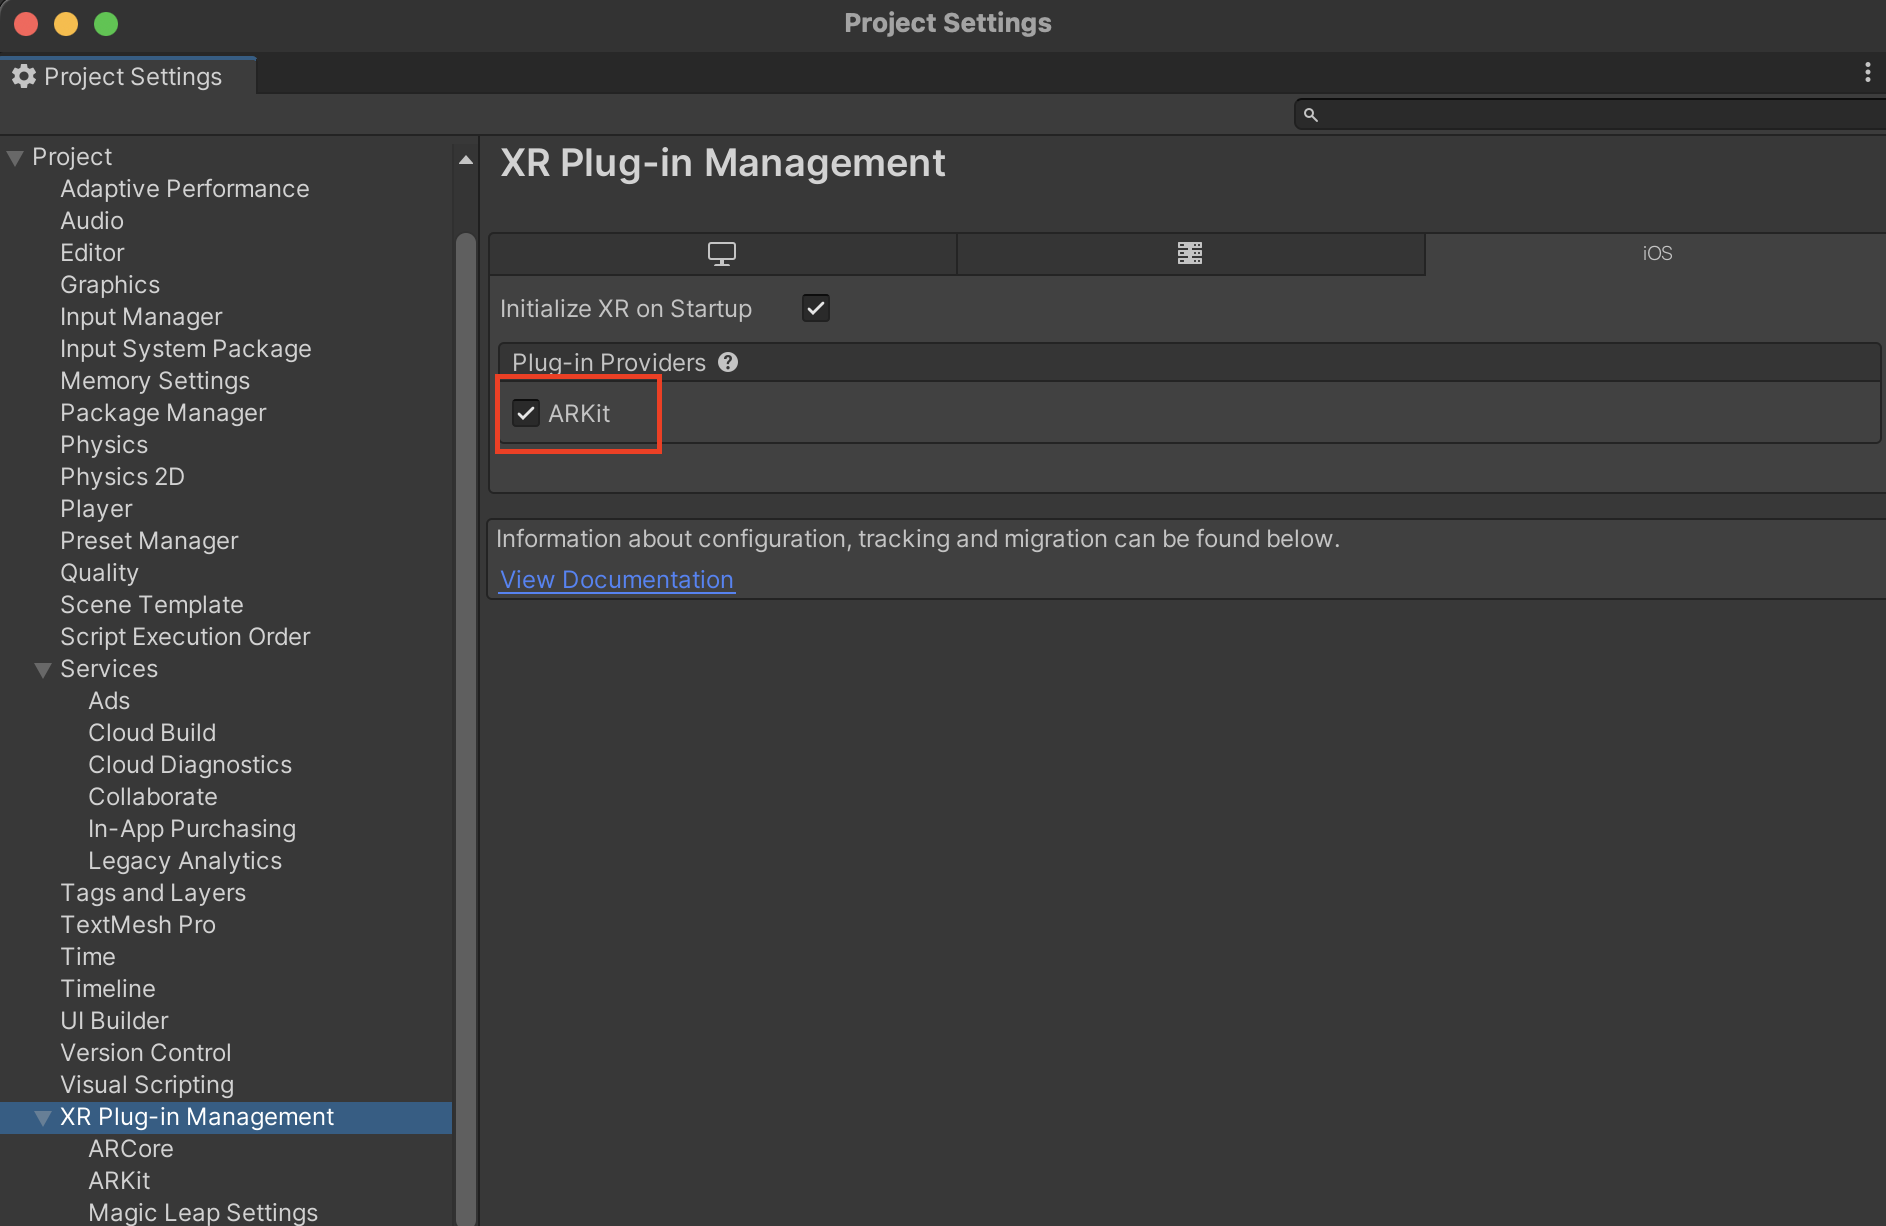 Project Settings
Project Settings
Project
Adaptive Performance
Audio
Editor
Graphics
Input Manager
Input System Package
Memory Settings
Package Manager
Physics
Physics 2D
Player
Preset Manager
Quality
Scene Template
Script Execution Order
Services
Ads
Cloud Build
Cloud Diagnostics
Collaborate
In-App Purchasing
Legacy Analytics
Tags and Layers
TextMesh Pro
Time
Timeline
UI Builder
Version Control
Visual Scripting
XR Plug-in Management
ARCore
ARKit
Magic Leap Settings
XR Plug-in Management
iOS
Initialize XR on Startup
Plug-in Providers
ARKit
Information about configuration, tracking and migration can be found below.
View Documentation